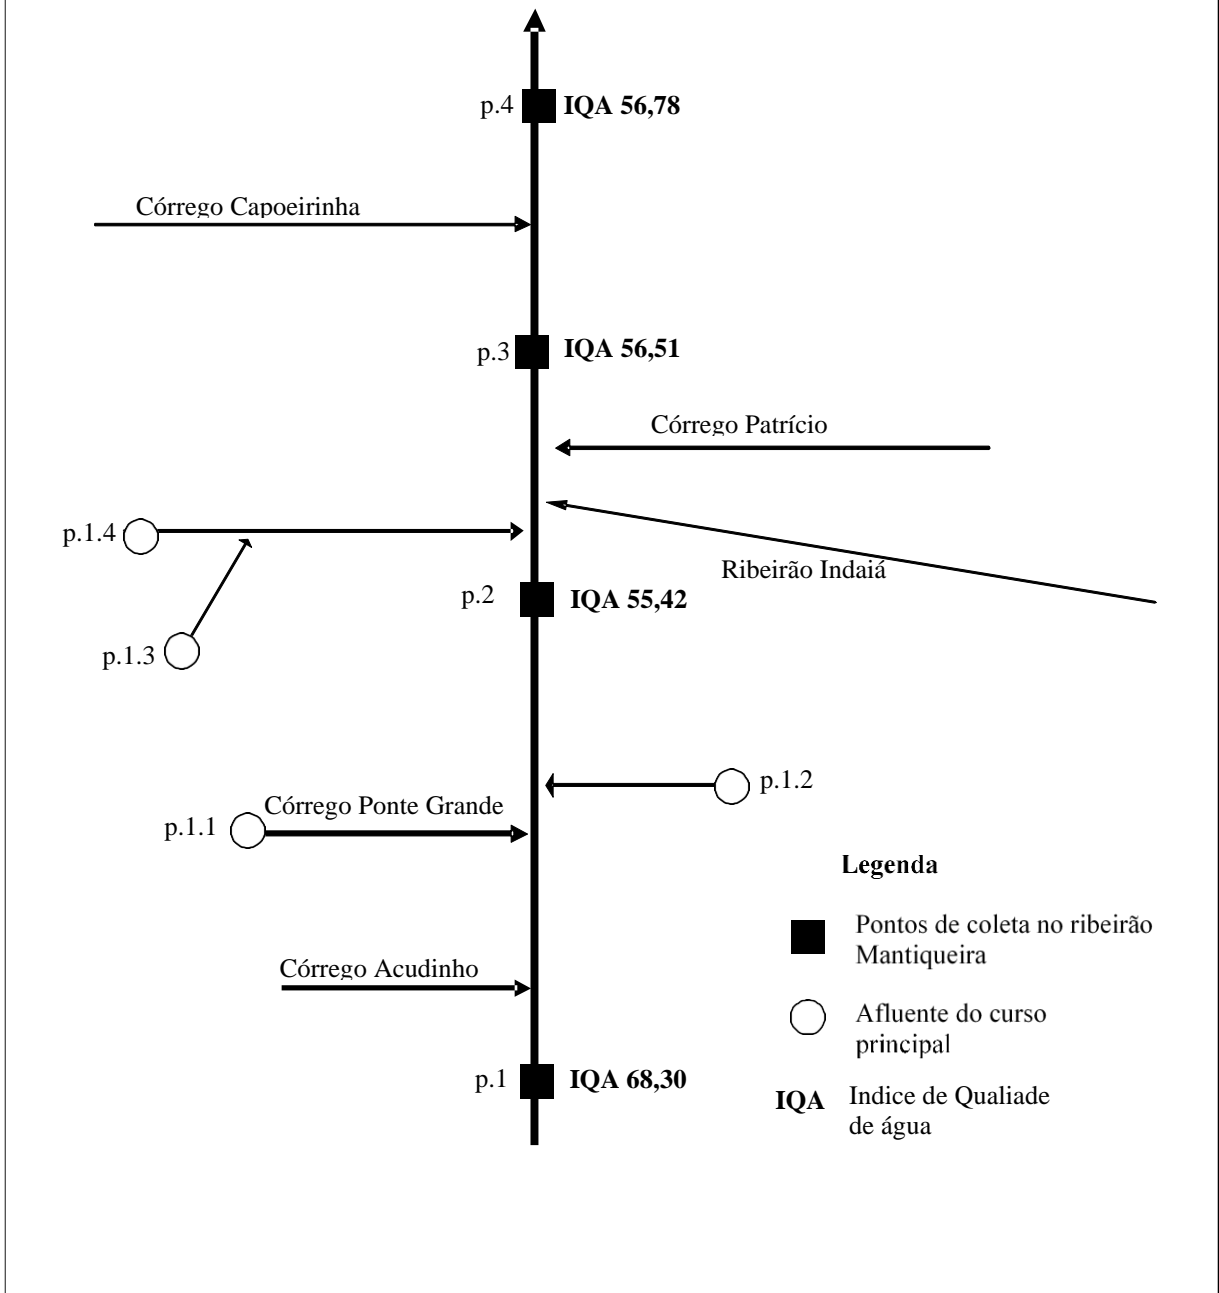 p.4
IQA 56,78
Córrego Capoeirinha
p.3
IQA 56,51
Córrego Patrício
p.1.4
Ribeirão Indaiá
p.2
IQA 55,42
p.1.3
p.1.2
Córrego Ponte Grande
p.1.1
Legenda
Pontos de coleta no ribeirão
Mantiqueira
Córrego Acudinho
Afluente do curso
principal
p.1
IQA 68,30
IQA
Indice de Qualiade
de água